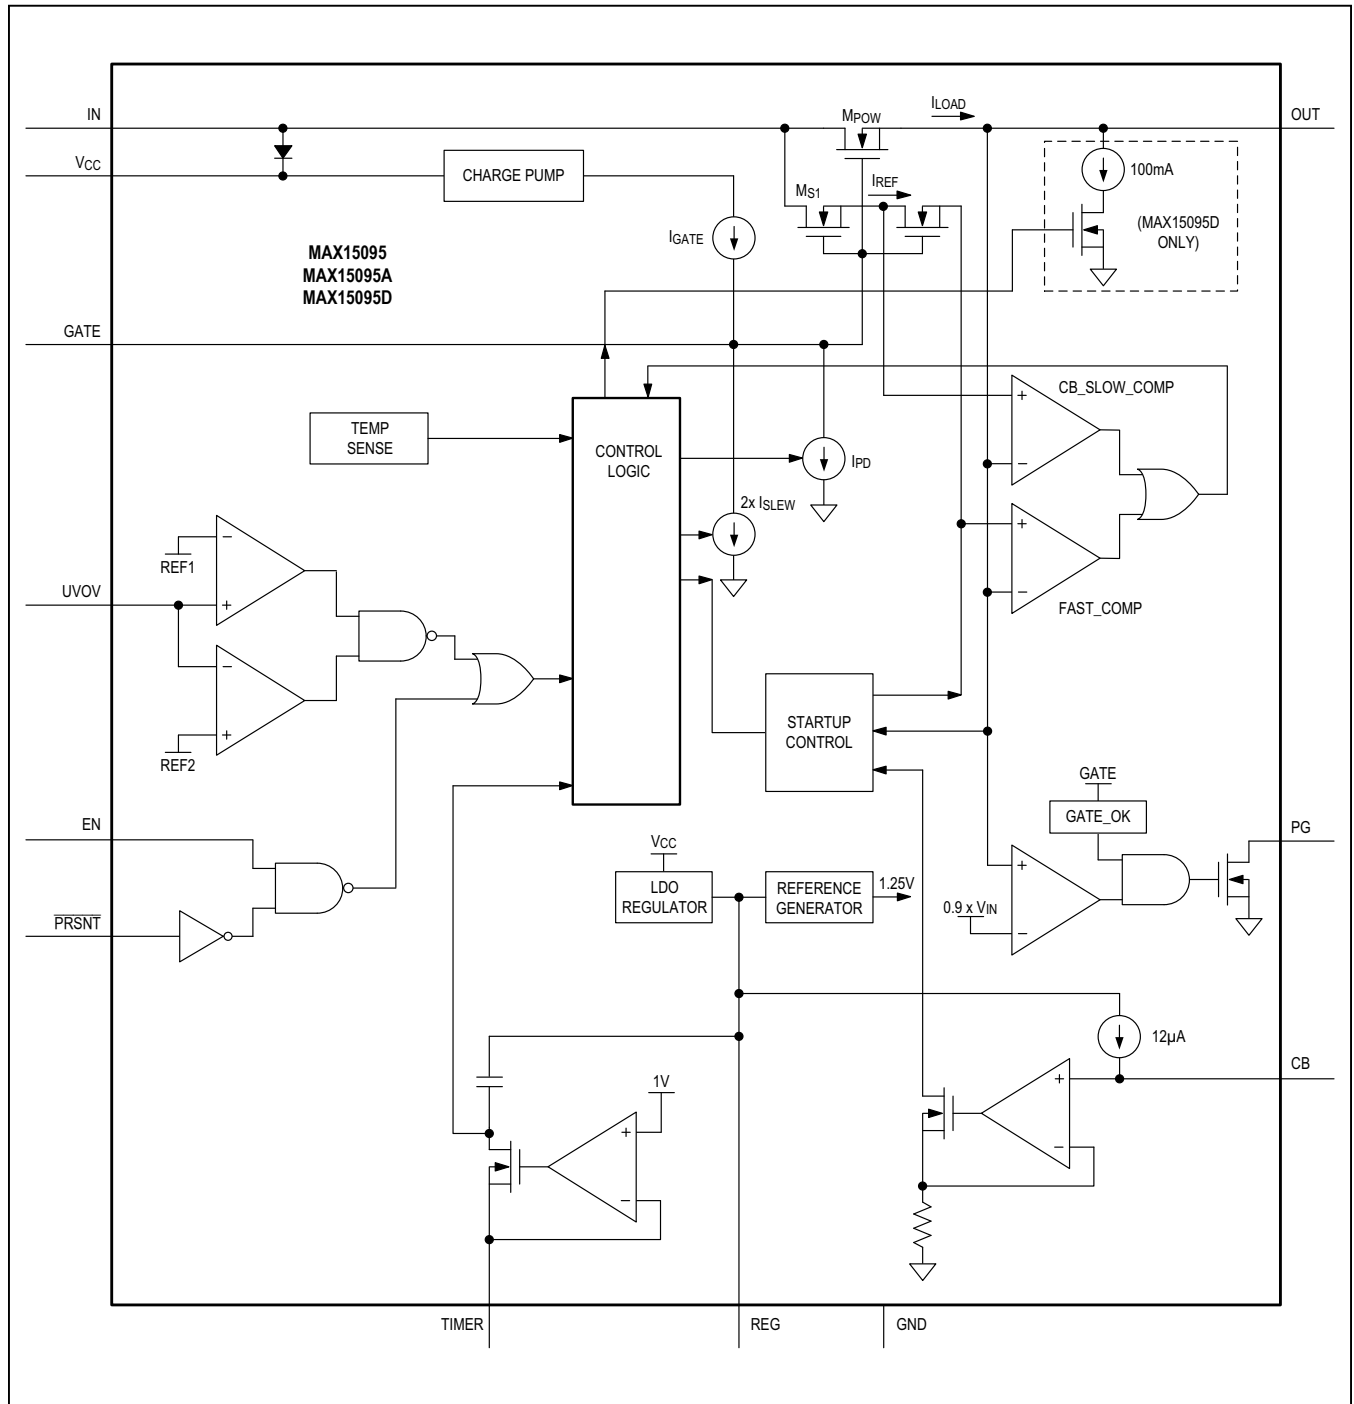 IN
MPOW
ILOAD
OUT
VCC
CHARGE PUMP
100mA
MS1
IREF
(MAX15095D
ONLY)
IGATE
MAX15095
MAX15095A
MAX15095D
GATE
CB_SLOW_COMP
+
−
TEMP
SENSE
CONTROL
LOGIC
IPD
2x ISLEW
+
−
FAST_COMP
REF1
−
+
UVOV
−
+
REF2
STARTUP
CONTROL
GATE
GATE_OK
EN
PG
VCC
LDO
REGULATOR
REFERENCE
GENERATOR
1.25V
+
0.9 x VIN
−
PRSNT
12µA
CB
1V
+
−
+
−
TIMER
REG
GND